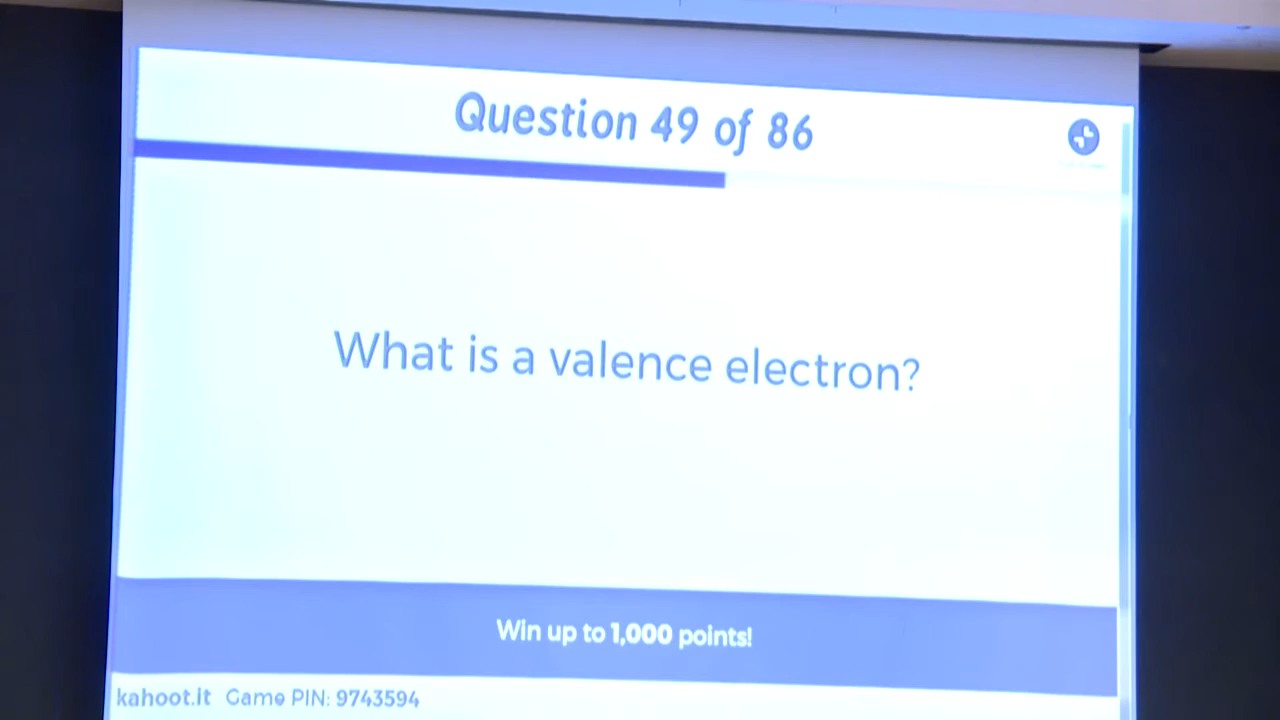 Question 49 of 86
What is a valence electron?
Win up to 1,000 points!
kahoot.it Game PIN: 9743594